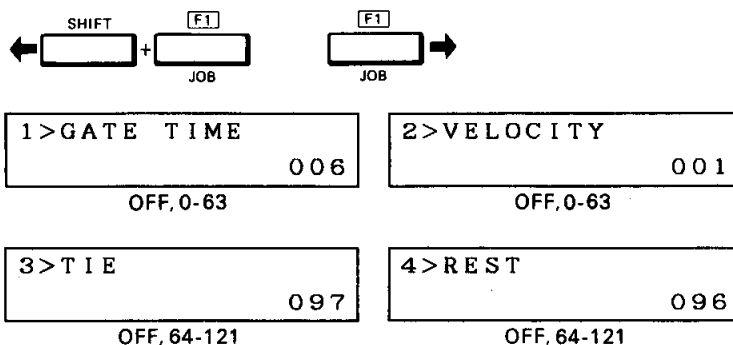 SHIFT F1 F1
+
JOB JOB
1>GATE TIME 2>VELOCITY
006 001
OFF, 0-63 OFF, 0-63
3>TIE 4>REST
097 096
OFF, 64-121 OFF, 64-121